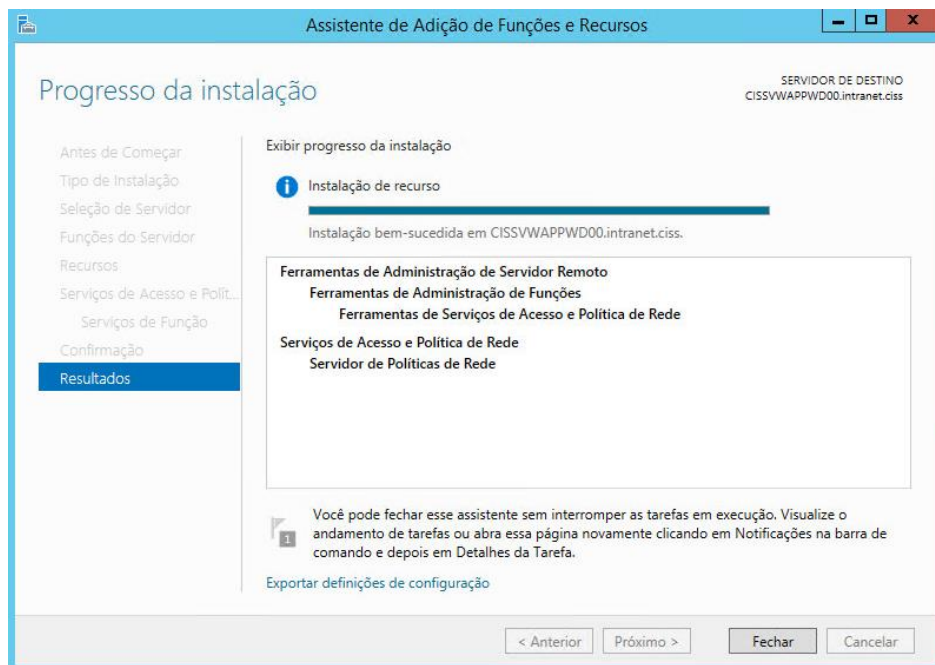 Assistente de Adição de Funções e Recursos
Progresso da instalação
SERVIDOR DE DESTINO
CISSVWAPPWD00.intranet.ciss
Antes de Começar
Tipo de Instalação
Seleção de Servidor
Funções do Servidor
Recursos
Serviços de Acesso e Polít...
Serviços de Função
Confirmação
Resultados
Exibir progresso da instalação
Instalação de recurso
Instalação bem-sucedida em CISSVWAPPWD00.intranet.ciss.
Ferramentas de Administração de Servidor Remoto
Ferramentas de Administração de Funções
Ferramentas de Serviços de Acesso e Política de Rede
Serviços de Acesso e Política de Rede
Servidor de Políticas de Rede
1
Você pode fechar esse assistente sem interromper as tarefas em execução. Visualize o
andamento de tarefas ou abra essa página novamente clicando em Notificações na barra de
comando e depois em Detalhes da Tarefa.
Exportar definições de configuração
< Anterior
Próximo >
Fechar
Cancelar